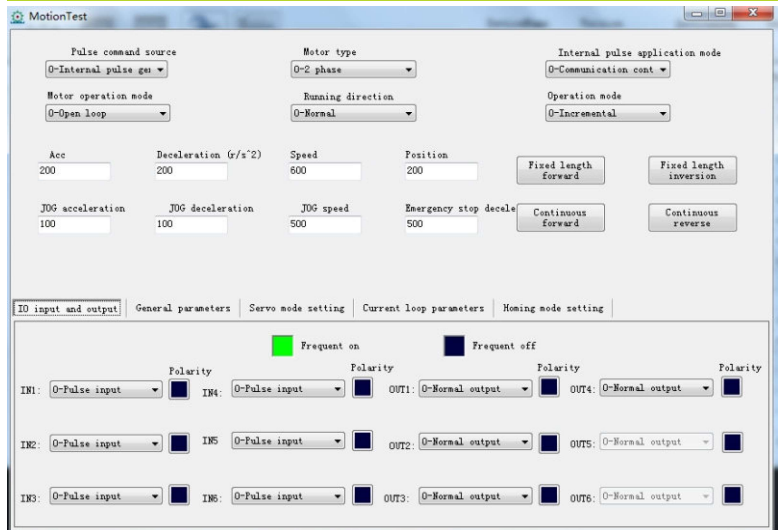 MotionTest
Pulse command source Motor type Internal pulse application mode
0-Internal pulse gen 0-2 phase 0-Communication cont
Motor operation mode Running direction Operation mode
0-Open loop 0-Normal 0-Incremental
Acc Deceleration (r/s^2) Speed Position
200 200 600 200
Fixed length forward Fixed length inversion
JOG acceleration JOG deceleration JOG speed Emergency stop decele
100 100 500 500
Continuous forward Continuous reverse
IO input and output General parameters Servo mode setting Current loop parameters Homing mode setting
Frequent on Frequent off
Polarity Polarity Polarity Polarity
IN1: 0-Pulse input IN4: 0-Pulse input OUT1: 0-Normal output OUT4: 0-Normal output
IN2: 0-Pulse input IN5 0-Pulse input OUT2: 0-Normal output OUT5: 0-Normal output
IN3: 0-Pulse input IN6: 0-Pulse input OUT3: 0-Normal output OUT6: 0-Normal output